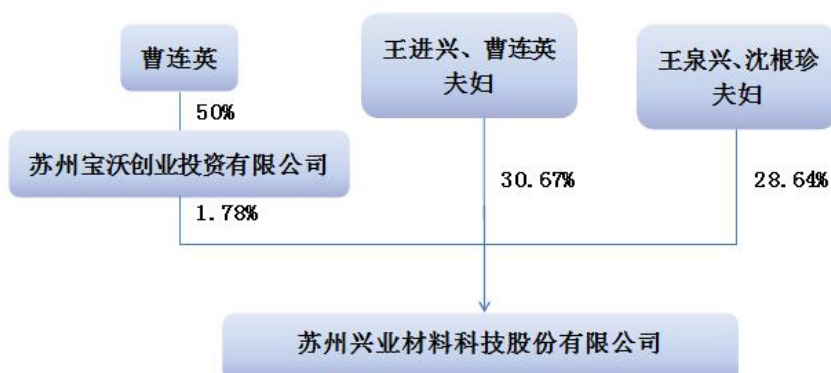 曹连英
王进兴、曹连英
夫妇
王泉兴、沈根珍
夫妇
50%
苏州宝沃创业投资有限公司
30.67%
28.64%
1.78%
苏州兴业材料科技股份有限公司